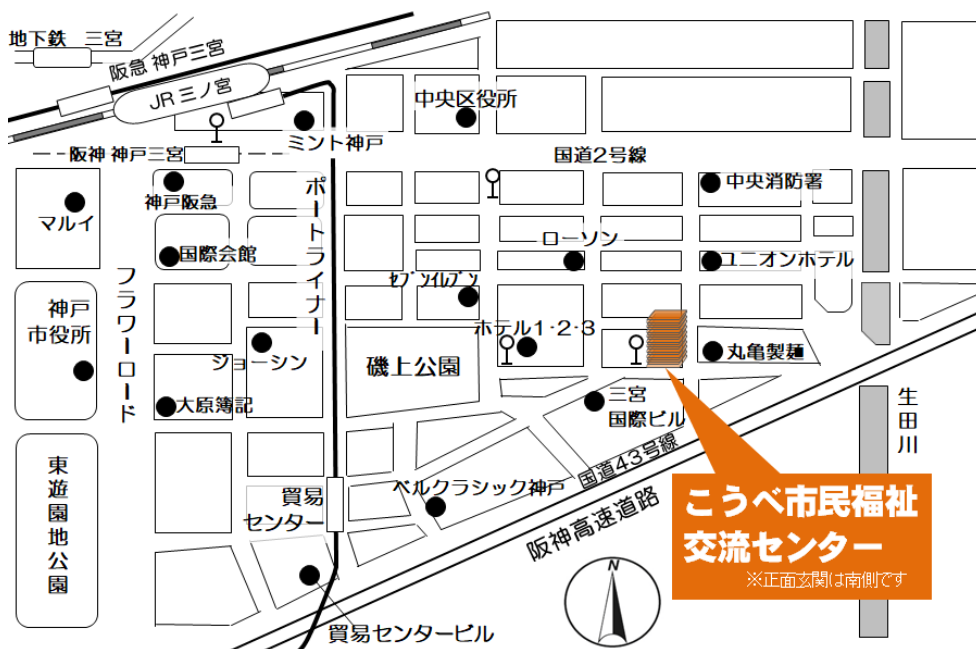 地下鉄 三宮
阪急 神戸三宮
JR 三ノ宮
中央区役所
ミント神戸
阪神 神戸三宮
国道2号線
ポートライナー
中央消防署
神戸阪急
マルイ
ローソン
国際会館
ユニオンホテル
フラワーロード
セブンイレブン
神戸
市役所
ホテル1・2・3
ジョーシン
磯上公園
丸亀製麺
大原簿記
三宮
国際ビル
生田川
国道43号線
東遊園地公園
貿易
センター
ベルクラシック神戸
阪神高速道路
こうべ市民福祉
交流センター
※正面玄関は南側です
N
貿易センタービル